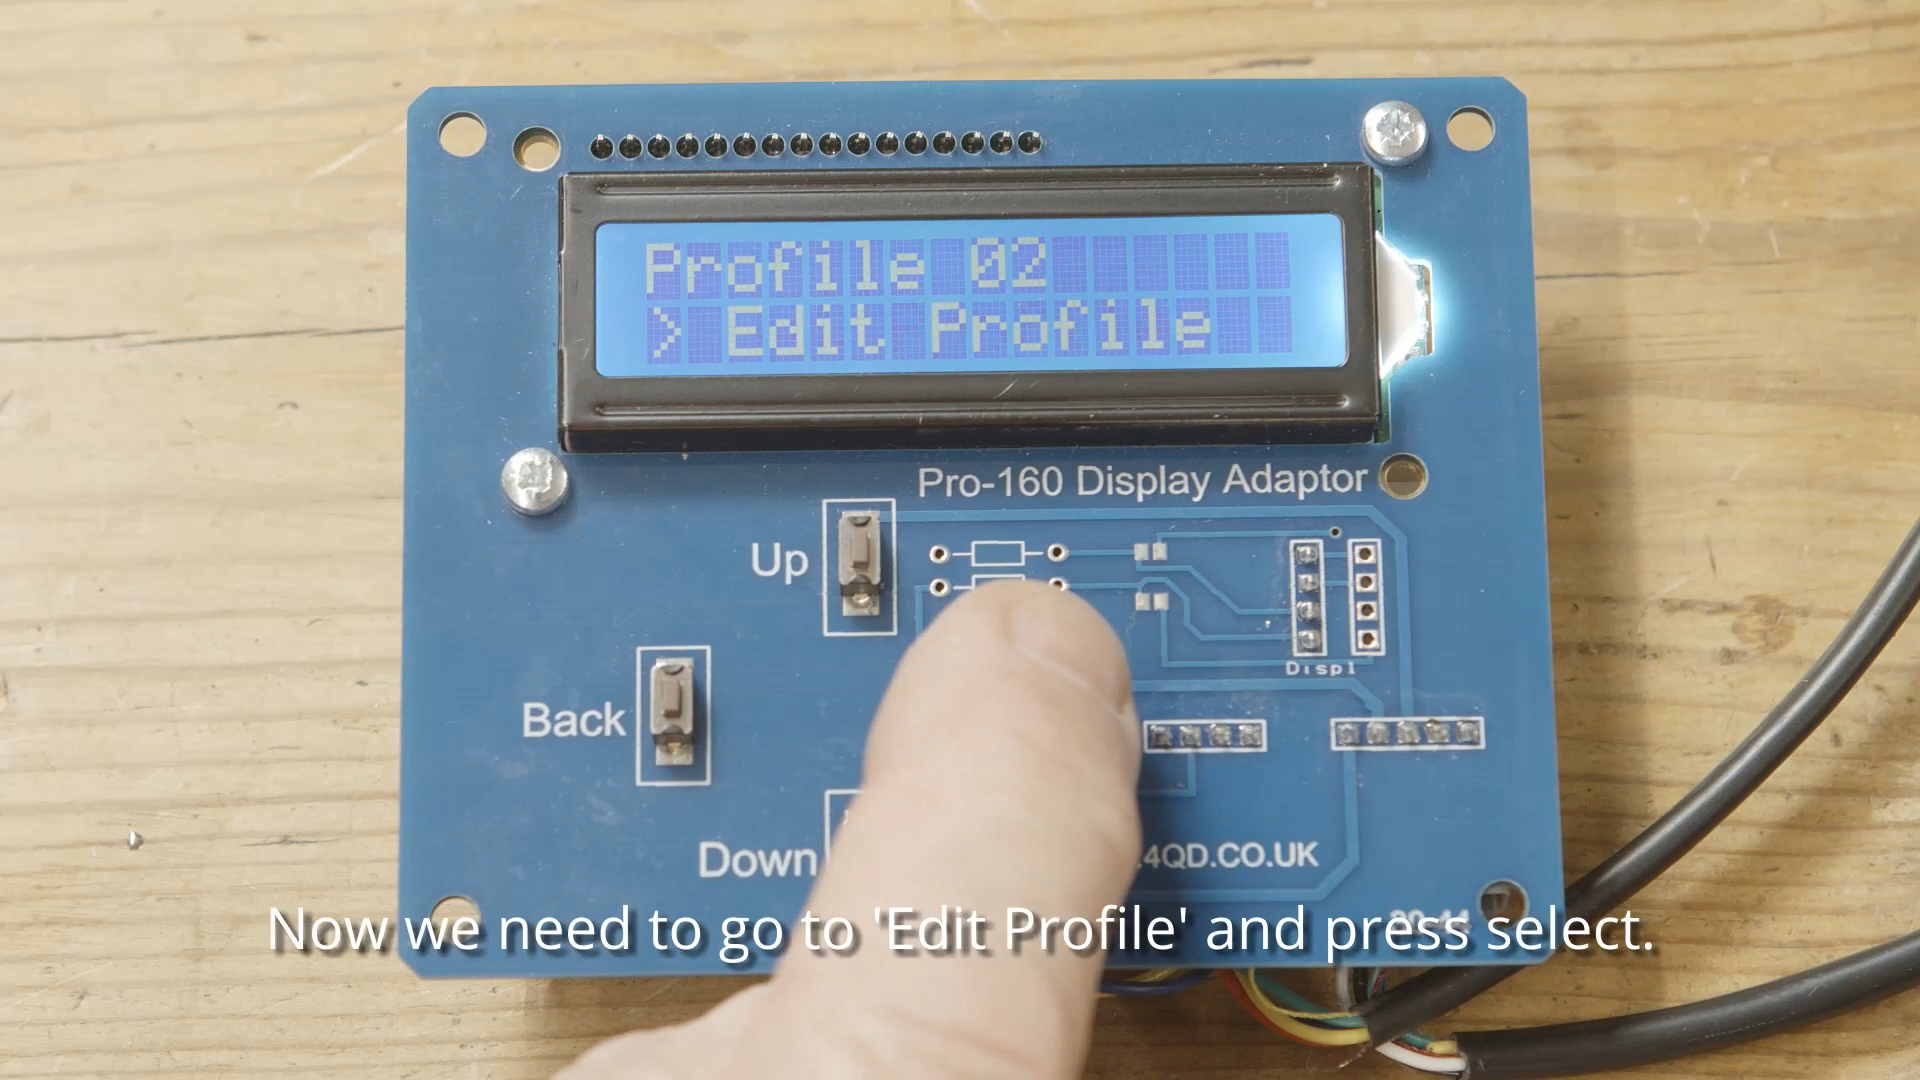 Profile 02
> Edit Profile
Pro-160 Display Adaptor
Up
Displ
Back
Down
4QD.CO.UK
Now we need to go to 'Edit Profile' and press select.